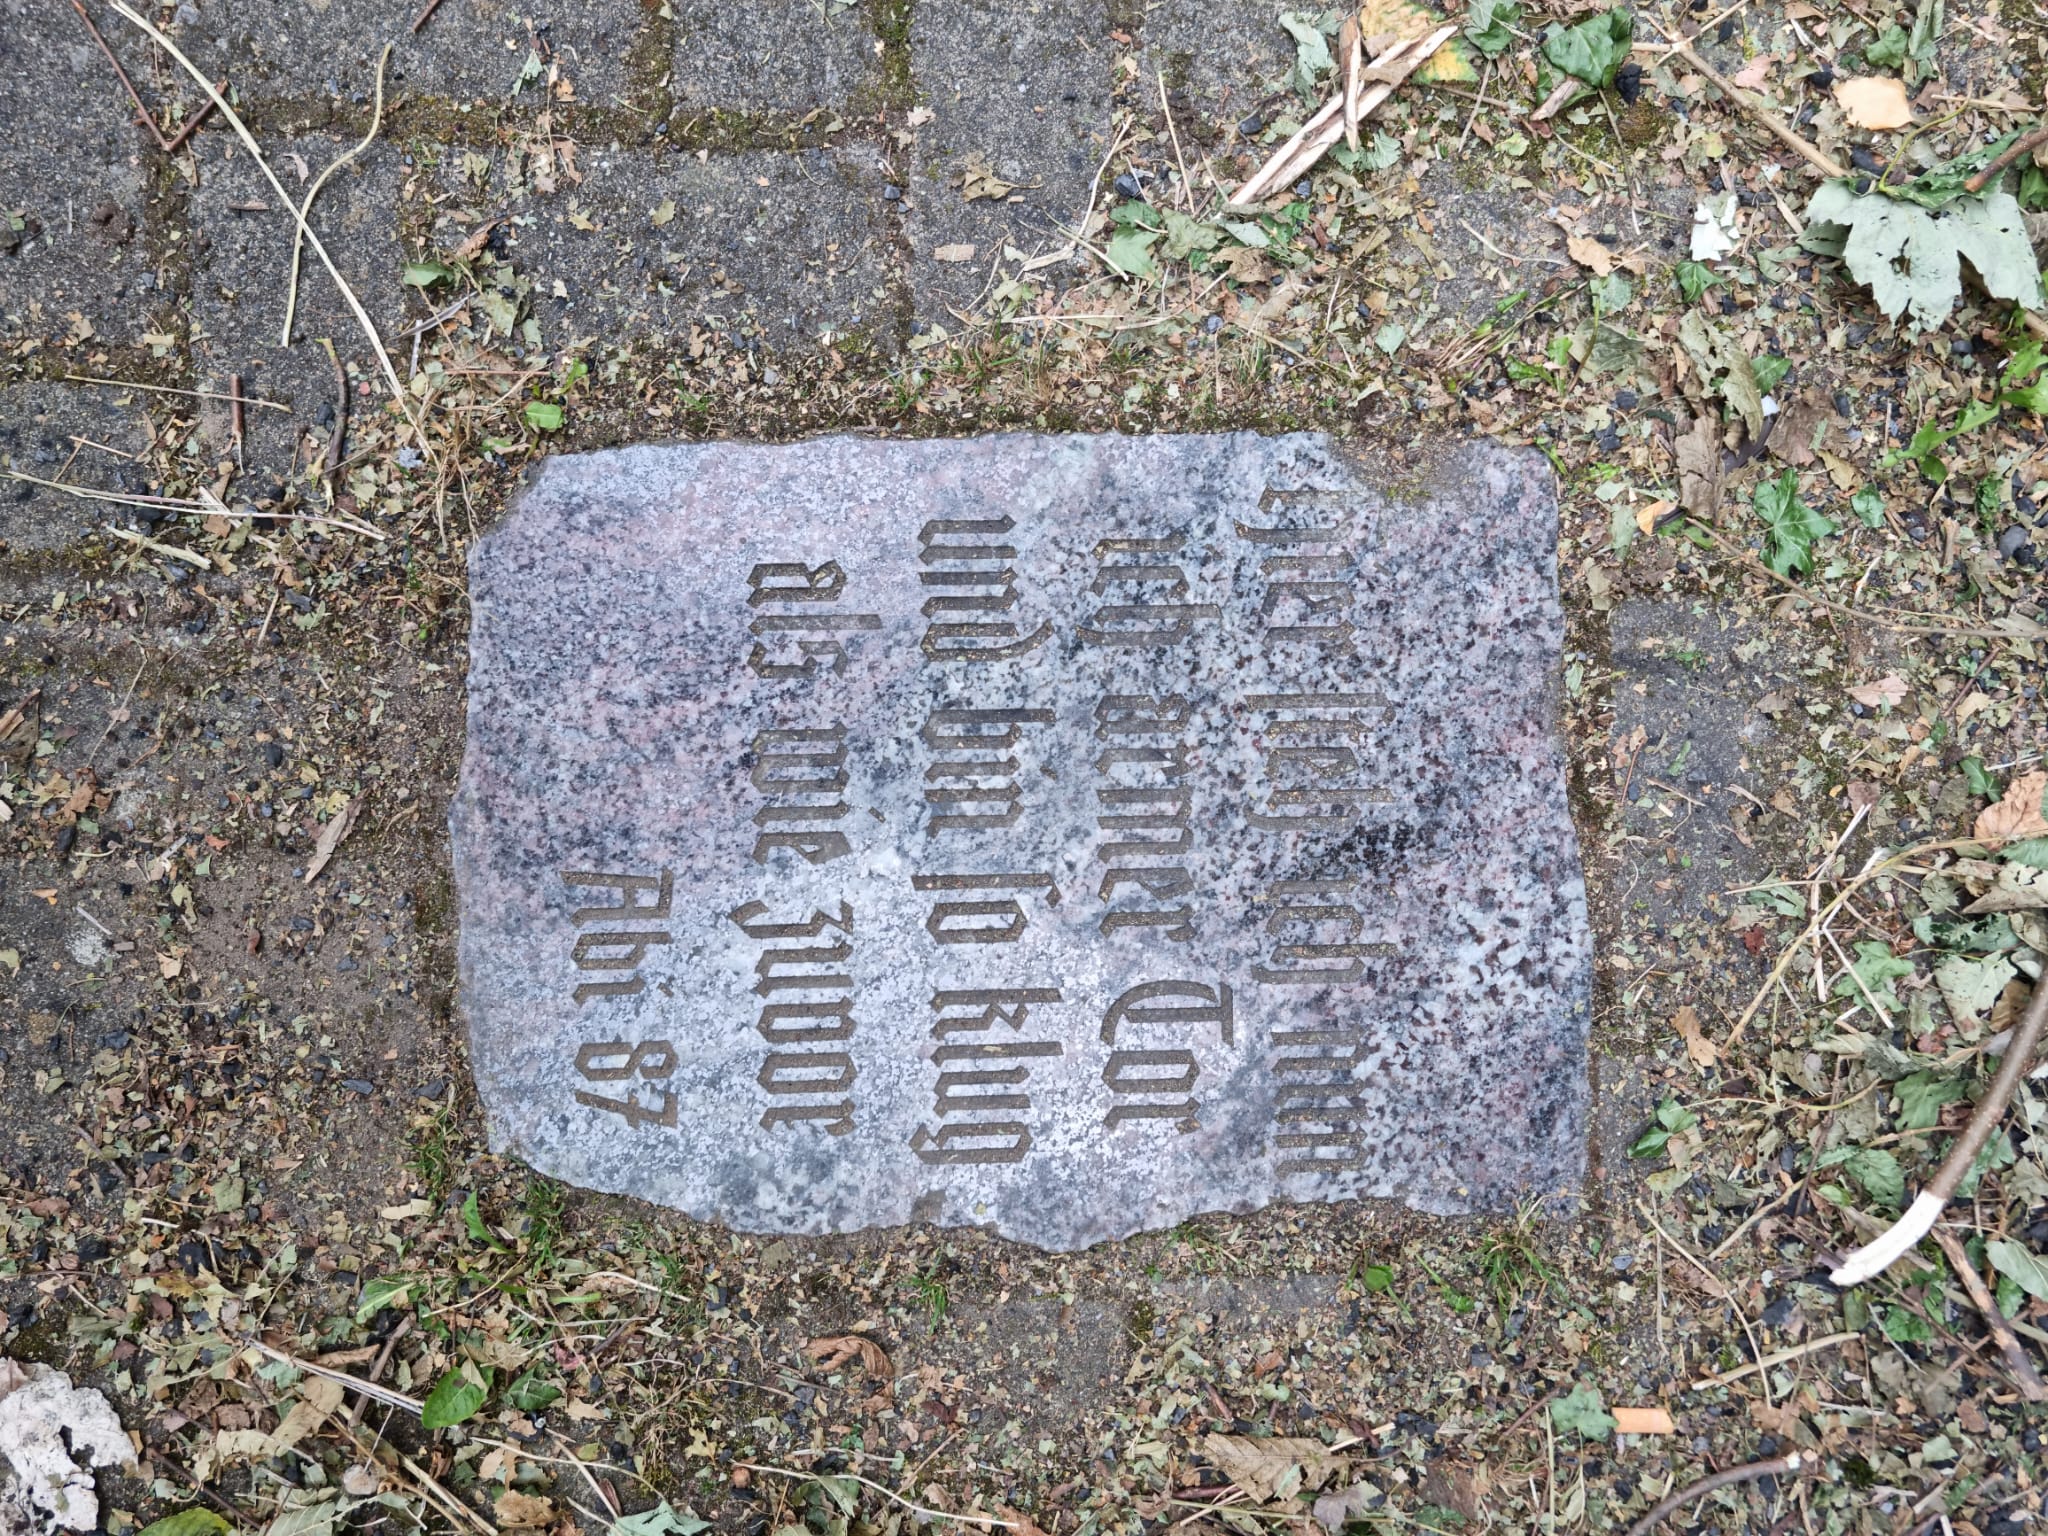 Hier steh ich nun
ich armer Tor
und bin so klug
als wie zuvor
Abi 87